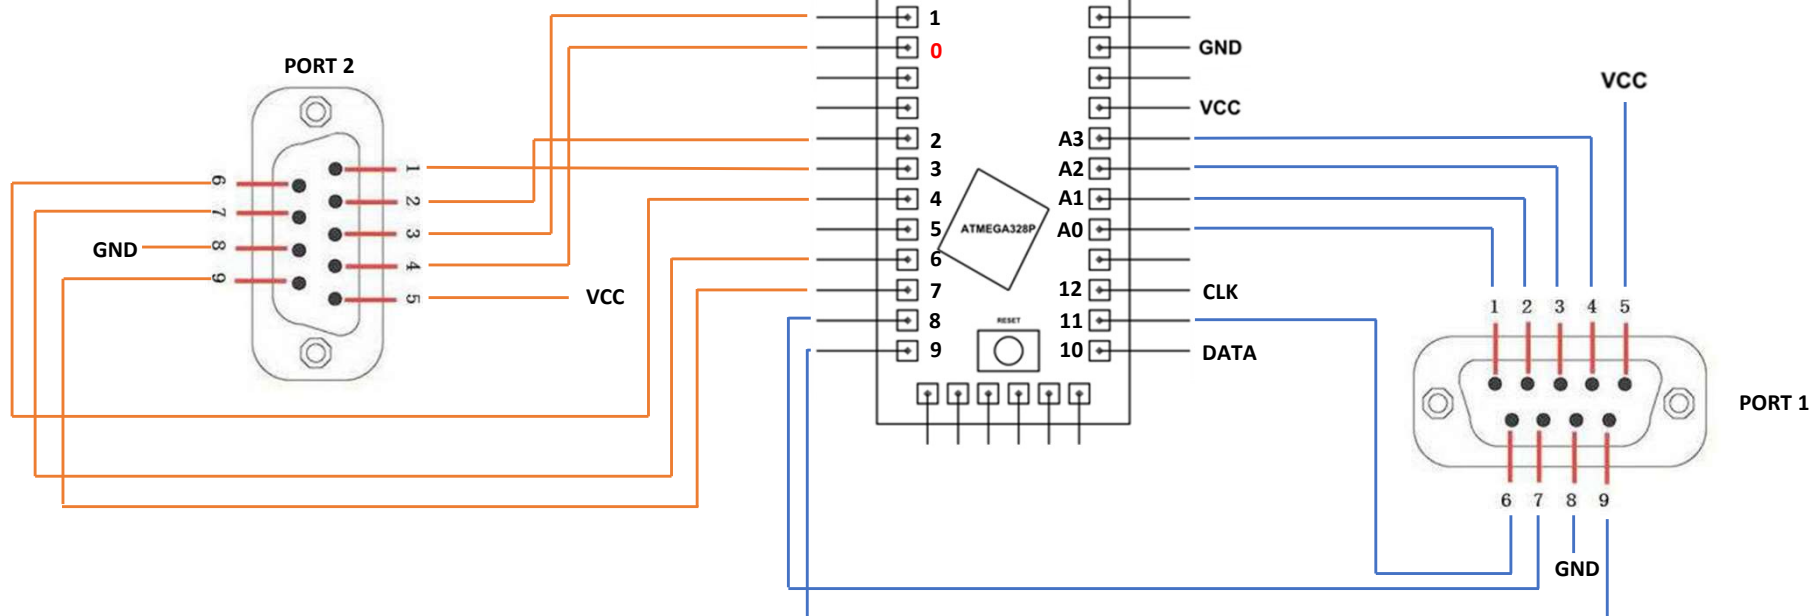 PORT 2
1
2
3
4
5
6
7
8
9
GND
VCC
1
0
2
3
4
5
6
7
8
9
ATMEGA328P
RESET
GND
VCC
A3
A2
A1
A0
12 CLK
11
10 DATA
VCC
1 2 3 4 5
PORT 1
6 7 8 9
GND